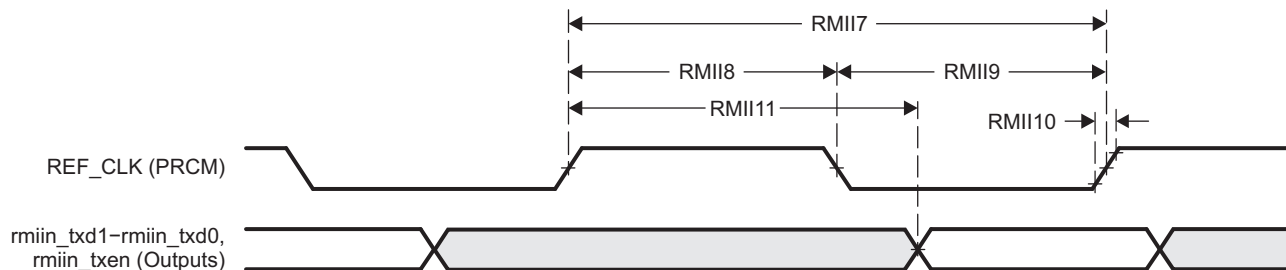 RMII7
RMII8
RMII9
RMII11
RMII10
REF_CLK (PRCM)
rmiin_txd1−rmiin_txd0,
rmiin_txen (Outputs)